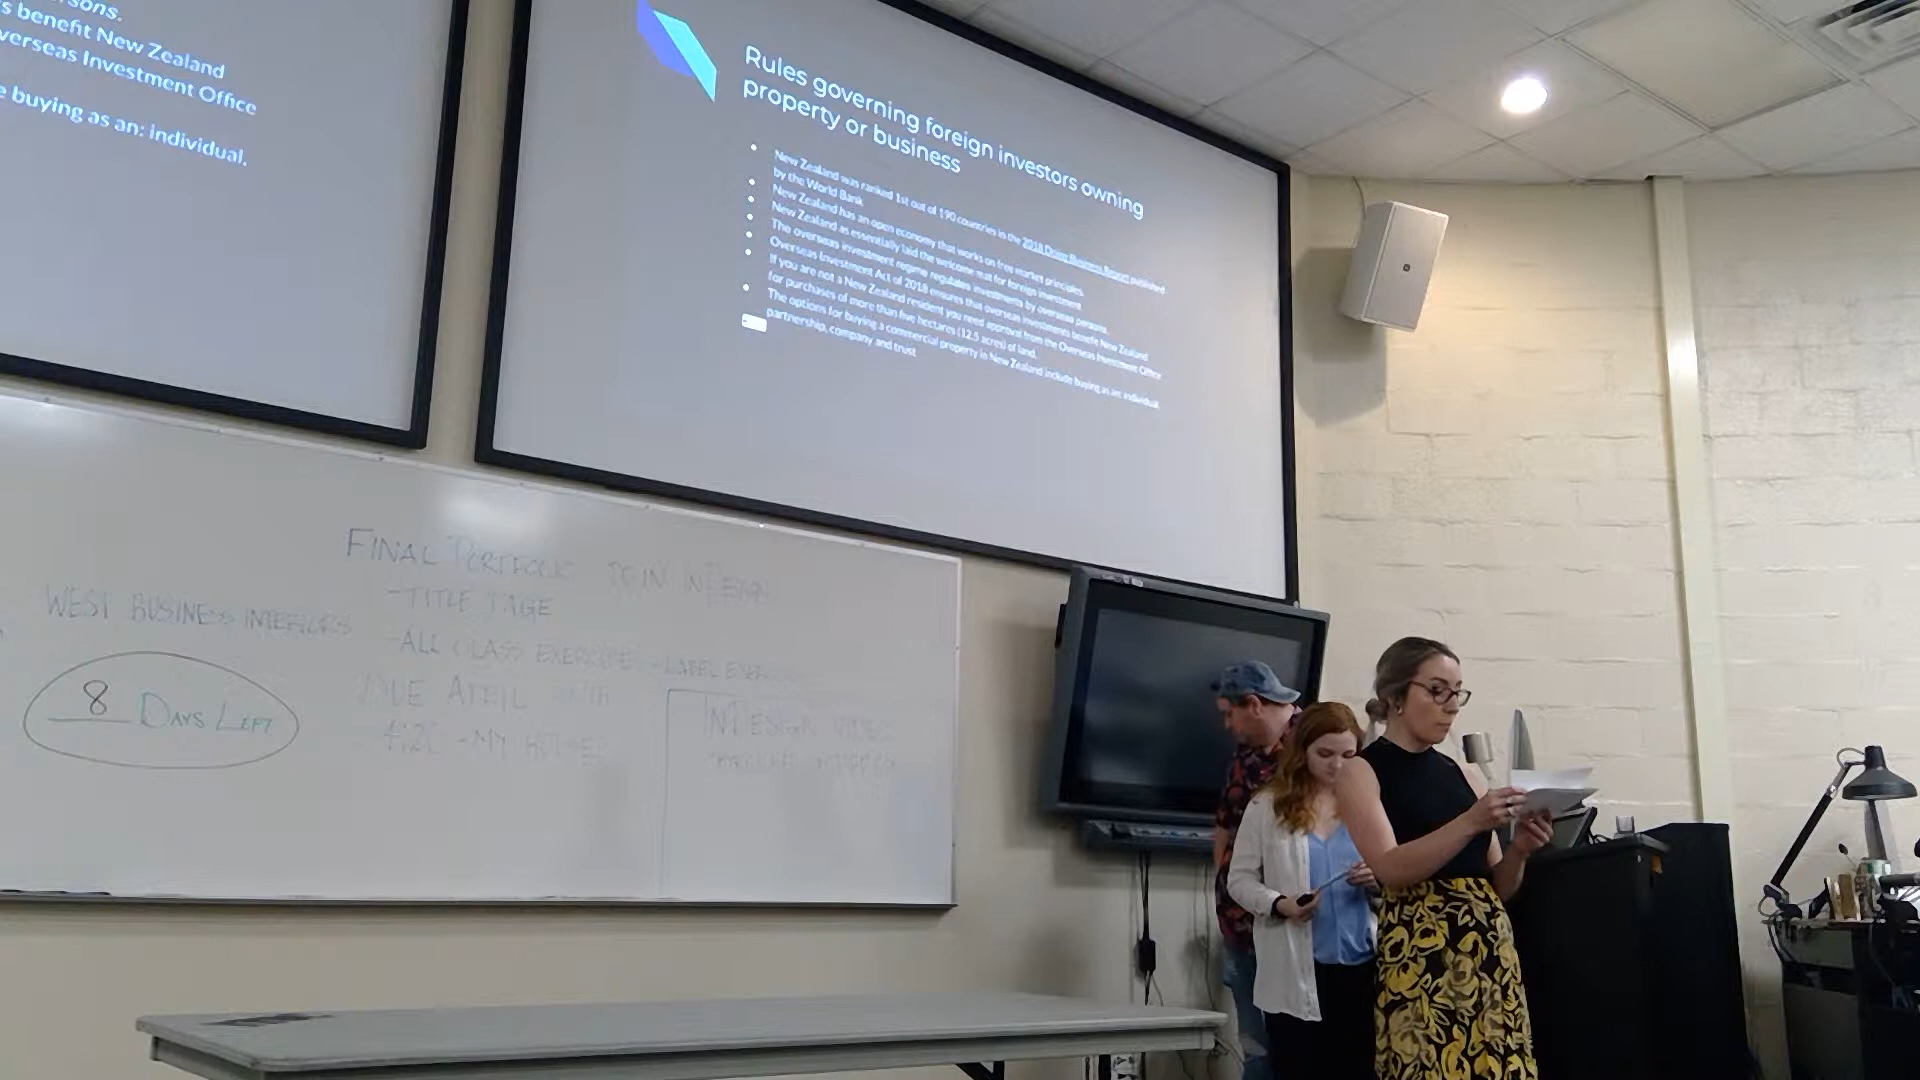 sons.
s benefit New Zealand
verseas Investment Office
e buying as an: individual,
Rules governing foreign investors owning
property or business
New Zealand was ranked 1st out of 190 countries in the 2018 Doing Business Report published
by the World Bank
New Zealand has an open economy that works on free market principles.
New Zealand as essentially laid the welcome mat for foreign investment
The overseas investment regime regulates investments by overseas persons.
Overseas Investment Act of 2018 ensures that overseas investments benefit New Zealand
If you are not a New Zealand resident you need approval from the Overseas Investment Office
for purchases of more than five hectares (12.5 acres) of land.
The options for buying a commercial property in New Zealand include buying as an: individual,
partnership, company and trust
FINAL PORTFOLIO IN INDESIGN
- TITLE PAGE
WEST BUSINESS INTERIORS
- ALL CLASS EXERCISES - LABEL
8 DAYS LEFT
DUE APRIL
- MY
INDESIGN